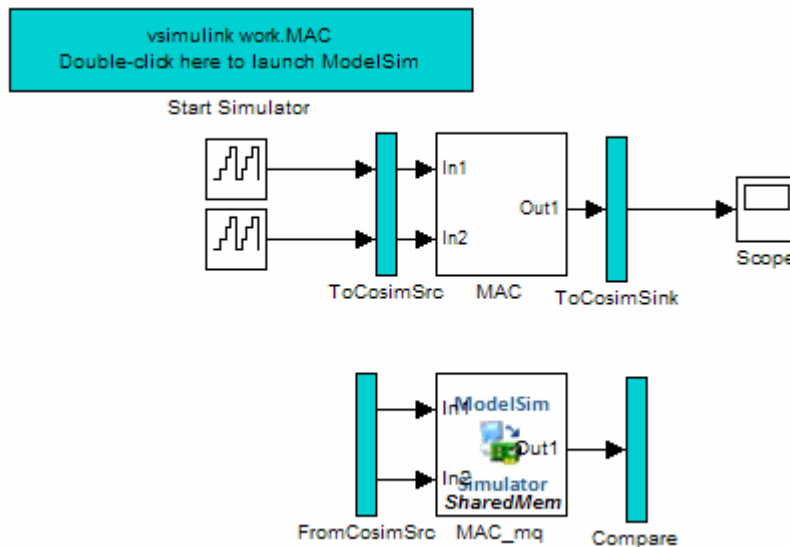 vsimulink work.MAC
Double-click here to launch ModelSim
Start Simulator
In1
In2
Out1
ToCosimSrc
MAC
ToCosimSink
Scope
In1
ModelSim
Out1
In2
Simulator
SharedMem
FromCosimSrc
MAC_mq
Compare